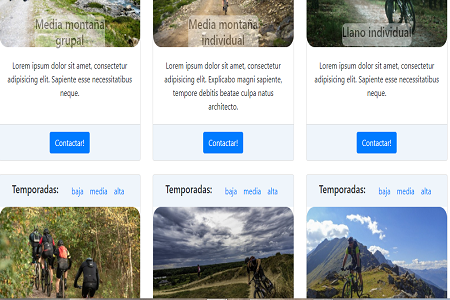 Media montaña
grupal
Lorem ipsum dolor sit amet, consectetur
adipisicing elit. Sapiente esse necessitatibus
neque.
Contactar!
Media montaña
individual
Lorem ipsum dolor sit amet, consectetur
adipisicing elit. Explicabo magni sapiente,
tempore debitis beatae culpa natus
architecto.
Contactar!
Llano individual
Lorem ipsum dolor sit amet, consectetur
adipisicing elit. Sapiente esse necessitatibus
neque.
Contactar!
Temporadas: baja media alta
Temporadas: baja media alta
Temporadas: baja media alta